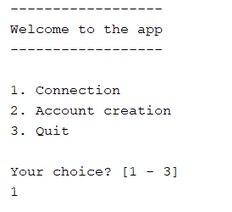 ------------------
Welcome to the app
------------------
1. Connection
2. Account creation
3. Quit
Your choice? [1 - 3]
1